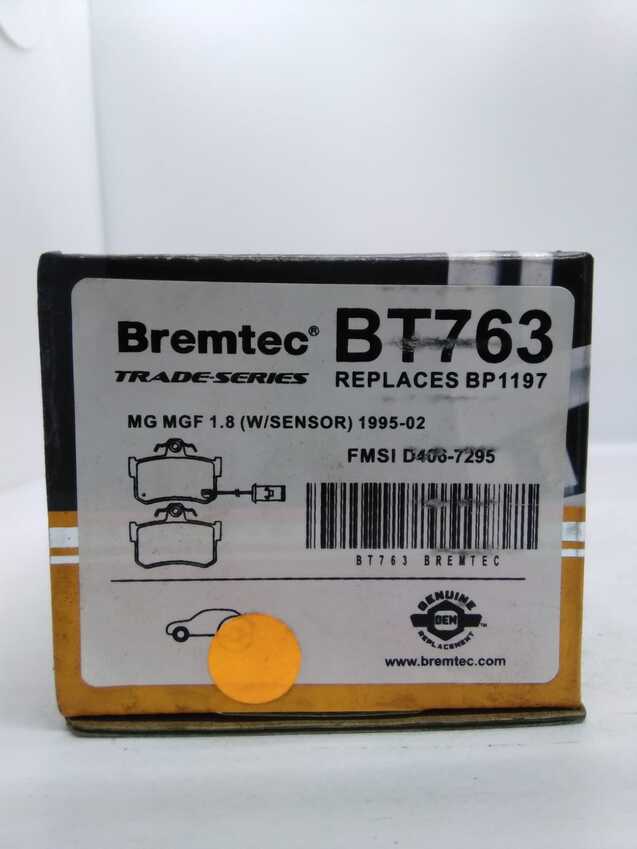 Bremtec®
TRADE-SERIES
BT763
REPLACES BP1197
MG MGF 1.8 (W/SENSOR) 1995-02
FMSI D406-7295
BT763 BREMTEC
GENUINE
OEM
REPLACEMENT™
www.bremtec.com